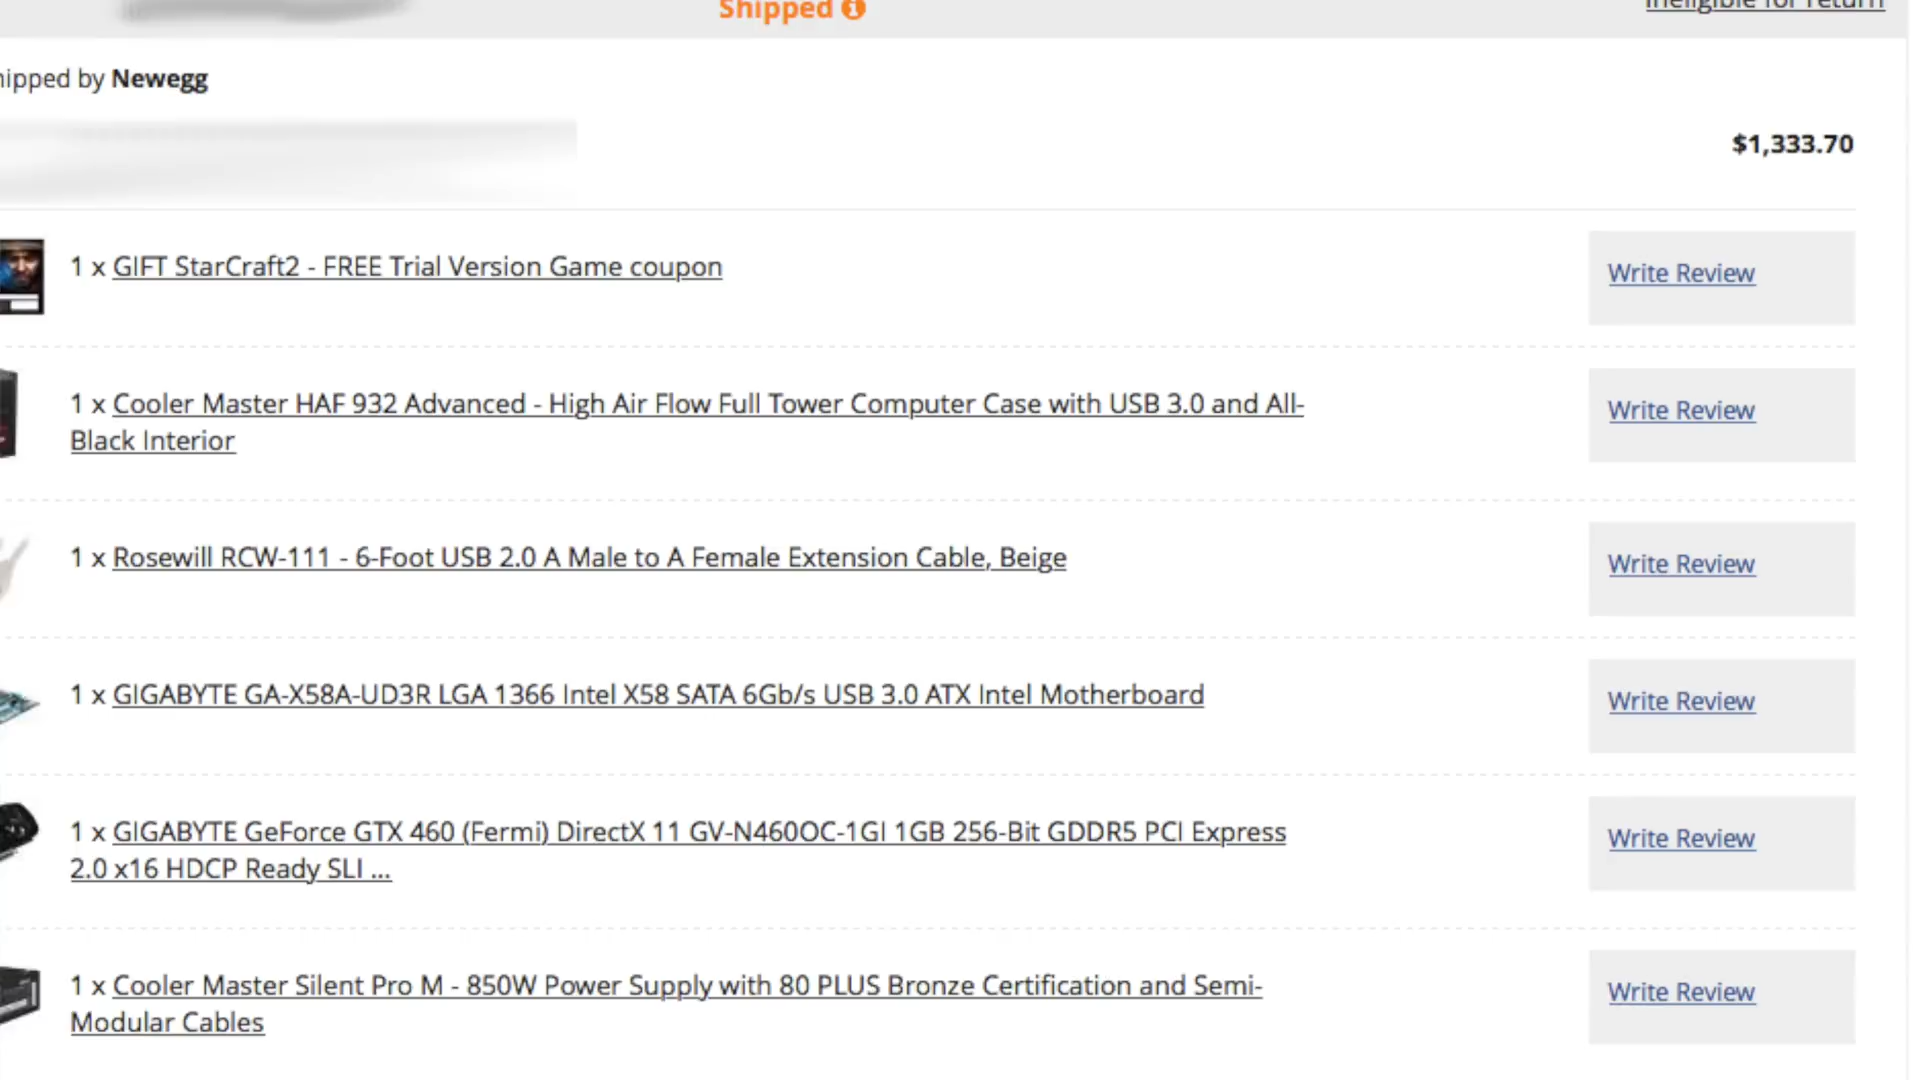 Shipped
Ineligible for return
hipped by Newegg
$1,333.70
1 x GIFT StarCraft2 - FREE Trial Version Game coupon
Write Review
1 x Cooler Master HAF 932 Advanced - High Air Flow Full Tower Computer Case with USB 3.0 and All-
Black Interior
Write Review
1 x Rosewill RCW-111 - 6-Foot USB 2.0 A Male to A Female Extension Cable, Beige
Write Review
1 x GIGABYTE GA-X58A-UD3R LGA 1366 Intel X58 SATA 6Gb/s USB 3.0 ATX Intel Motherboard
Write Review
1 x GIGABYTE GeForce GTX 460 (Fermi) DirectX 11 GV-N460OC-1GI 1GB 256-Bit GDDR5 PCI Express
2.0 x16 HDCP Ready SLI ...
Write Review
1 x Cooler Master Silent Pro M - 850W Power Supply with 80 PLUS Bronze Certification and Semi-
Modular Cables
Write Review